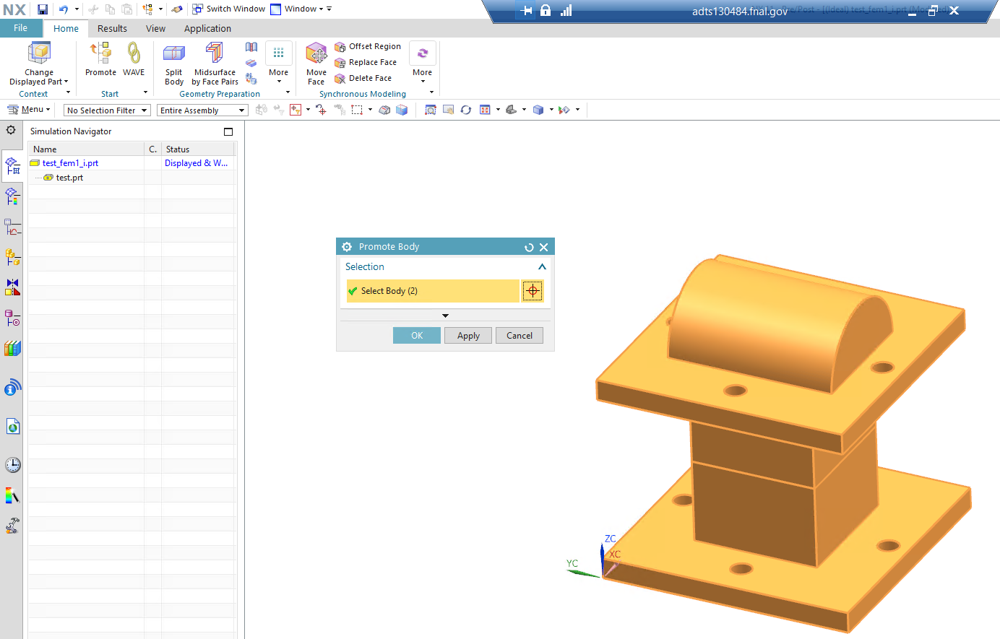 NX
Switch Window
Window
adts130484.fnal.gov
Pre/Post - [(Ideal) test_fem1_i.prt (Modified)
File
Home
Results
View
Application
Change
Displayed Part
Context
Promote
WAVE
Start
Split
Body
Midsurface
by Face Pairs
More
Geometry Preparation
Move
Face
Offset Region
Replace Face
Delete Face
More
Synchronous Modeling
Menu
No Selection Filter
Entire Assembly
Simulation Navigator
Name
C.
Status
test_fem1_i.prt
Displayed & W...
test.prt
Promote Body
Selection
Select Body (2)
OK
Apply
Cancel
ZC
XC
YC